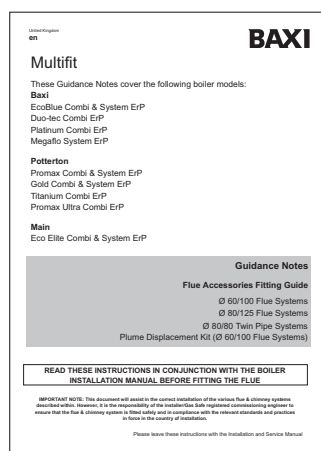 United Kingdom
en
BAXI
Multifit
These Guidance Notes cover the following boiler models:
Baxi
EcoBlue Combi & System ErP
Duo-tec Combi ErP
Platinum Combi ErP
Megaflo System ErP
Potterton
Promax Combi & System ErP
Gold Combi & System ErP
Titanium Combi ErP
Promax Ultra Combi ErP
Main
Eco Elite Combi & System ErP
Guidance Notes
Flue Accessories Fitting Guide
Ø 60/100 Flue Systems
Ø 80/125 Flue Systems
Ø 80/80 Twin Pipe Systems
Plume Displacement Kit (Ø 60/100 Flue Systems)
READ THESE INSTRUCTIONS IN CONJUNCTION WITH THE BOILER
INSTALLATION MANUAL BEFORE FITTING THE FLUE
IMPORTANT NOTE: This document will assist in the correct installation of the various flue & chimney systems
described within. However, it is the responsibility of the installer/Gas Safe registered commissioning engineer to
ensure that the flue & chimney system is fitted safely and in compliance with the relevant standards and practices
in force in the country of installation.
Please leave these instructions with the Installation and Service Manual